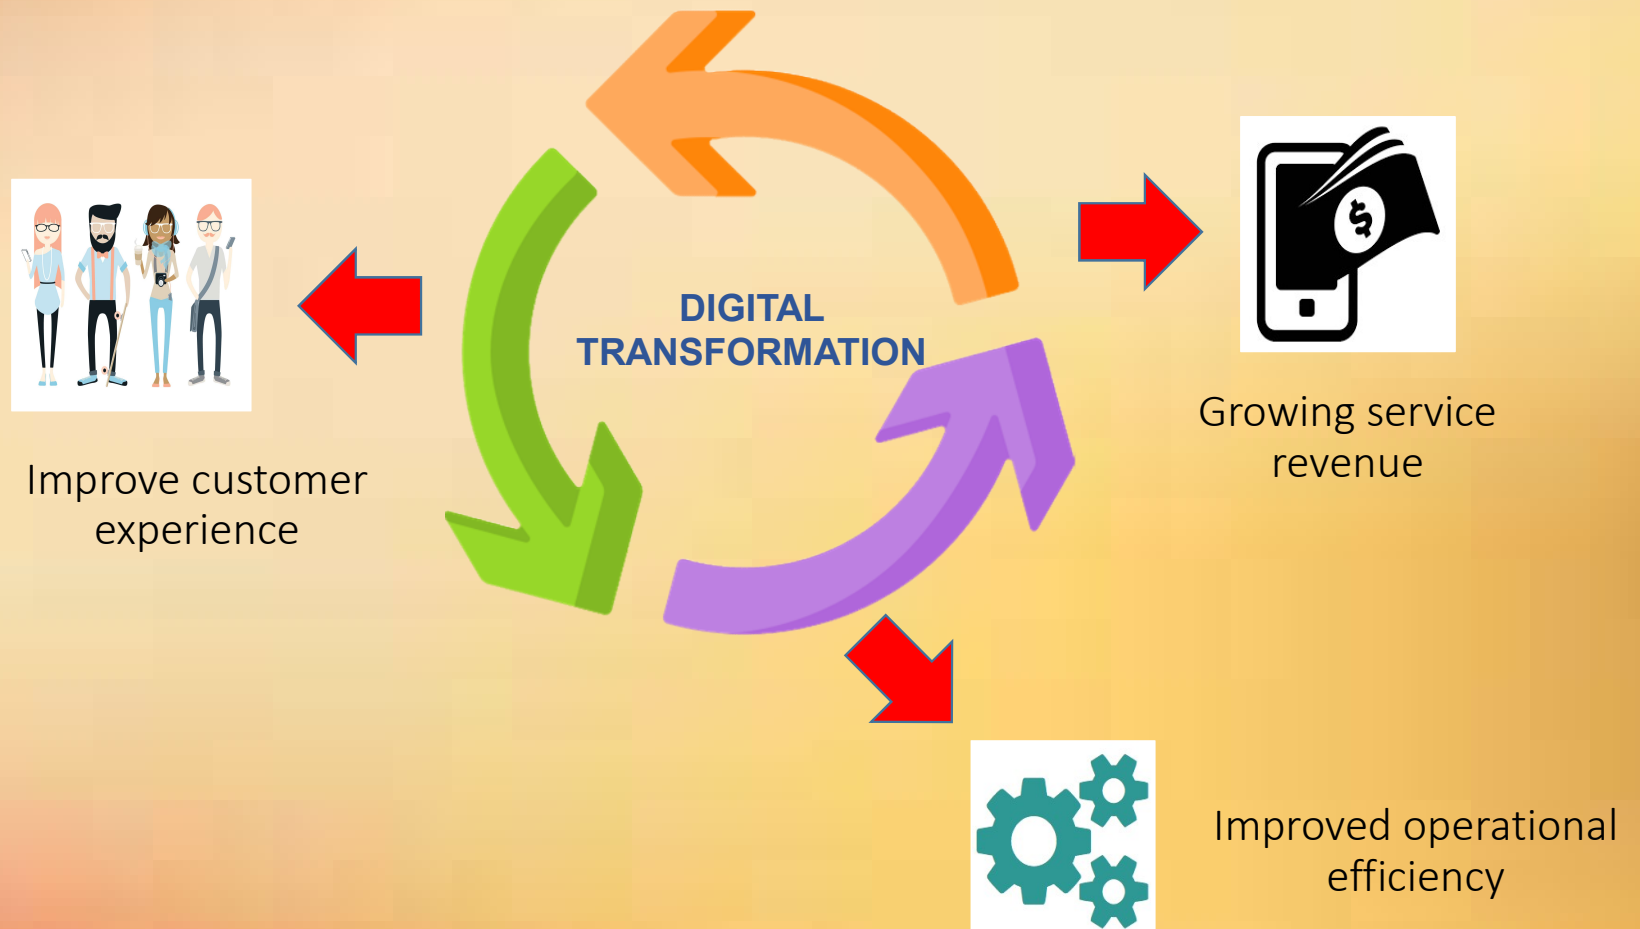 DIGITAL
TRANSFORMATION
Improve customer
experience
$
Growing service
revenue
Improved operational
efficiency